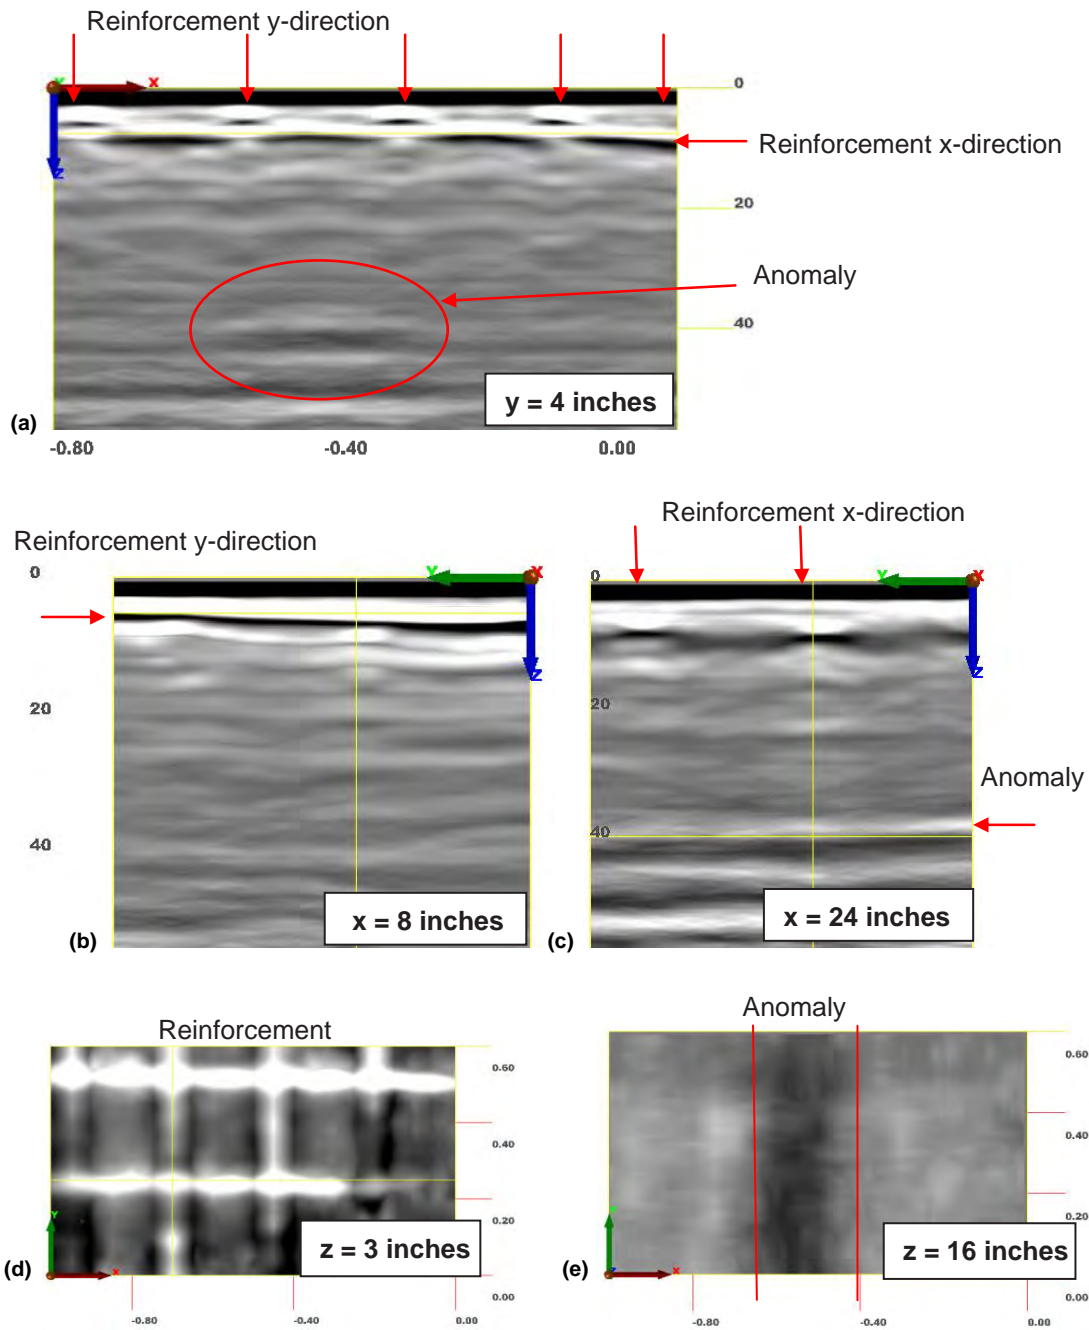 Reinforcement y-direction
Y
X
0
Reinforcement x-direction
Z
20
Anomaly
40
y = 4 inches
(a)
-0.80
-0.40
0.00
Reinforcement y-direction
0
Y
X
Z
20
40
x = 8 inches
(b)
Reinforcement x-direction
0
Y
X
Z
20
Anomaly
40
x = 24 inches
(c)
Reinforcement
0.60
0.40
0.20
Y
X
z = 3 inches
(d)
0.00
-0.80
-0.40
0.00
Anomaly
0.60
0.40
0.20
Y
Z
X
z = 16 inches
(e)
0.00
-0.80
-0.40
0.00